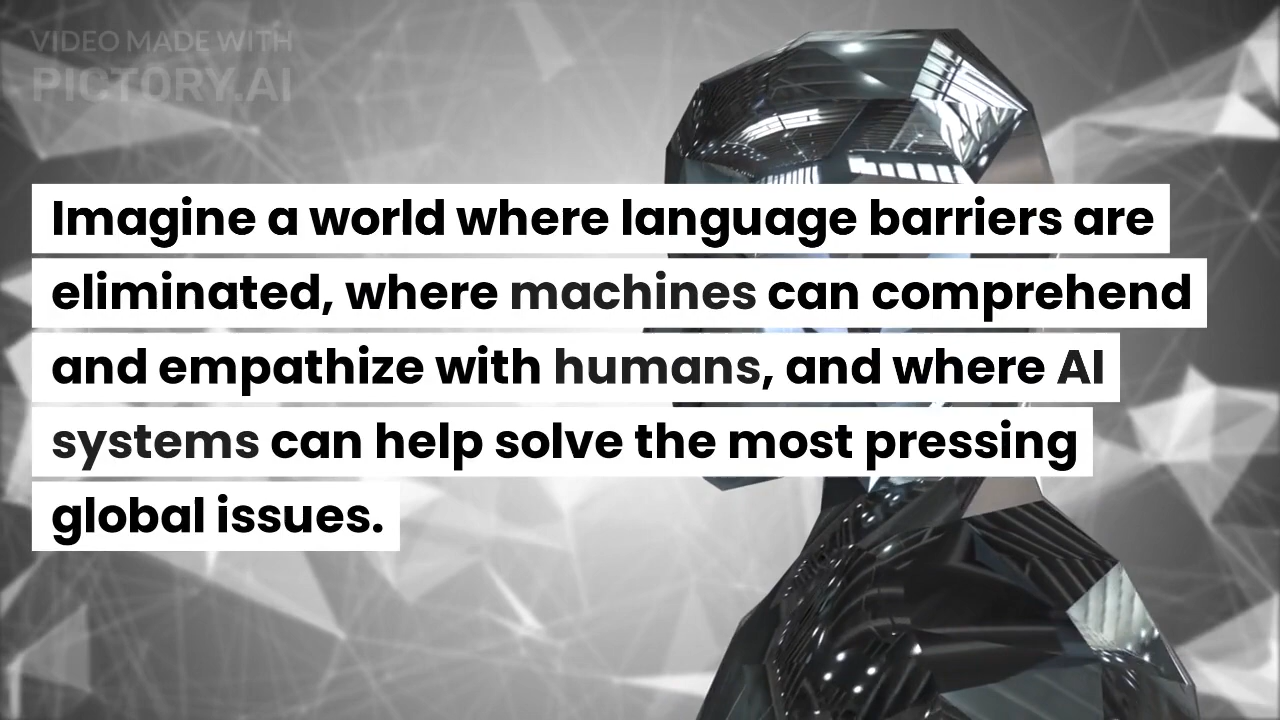 VIDEO MADE WITH
PICTORY.AI
Imagine a world where language barriers are
eliminated, where machines can comprehend
and empathize with humans, and where AI
systems can help solve the most pressing
global issues.